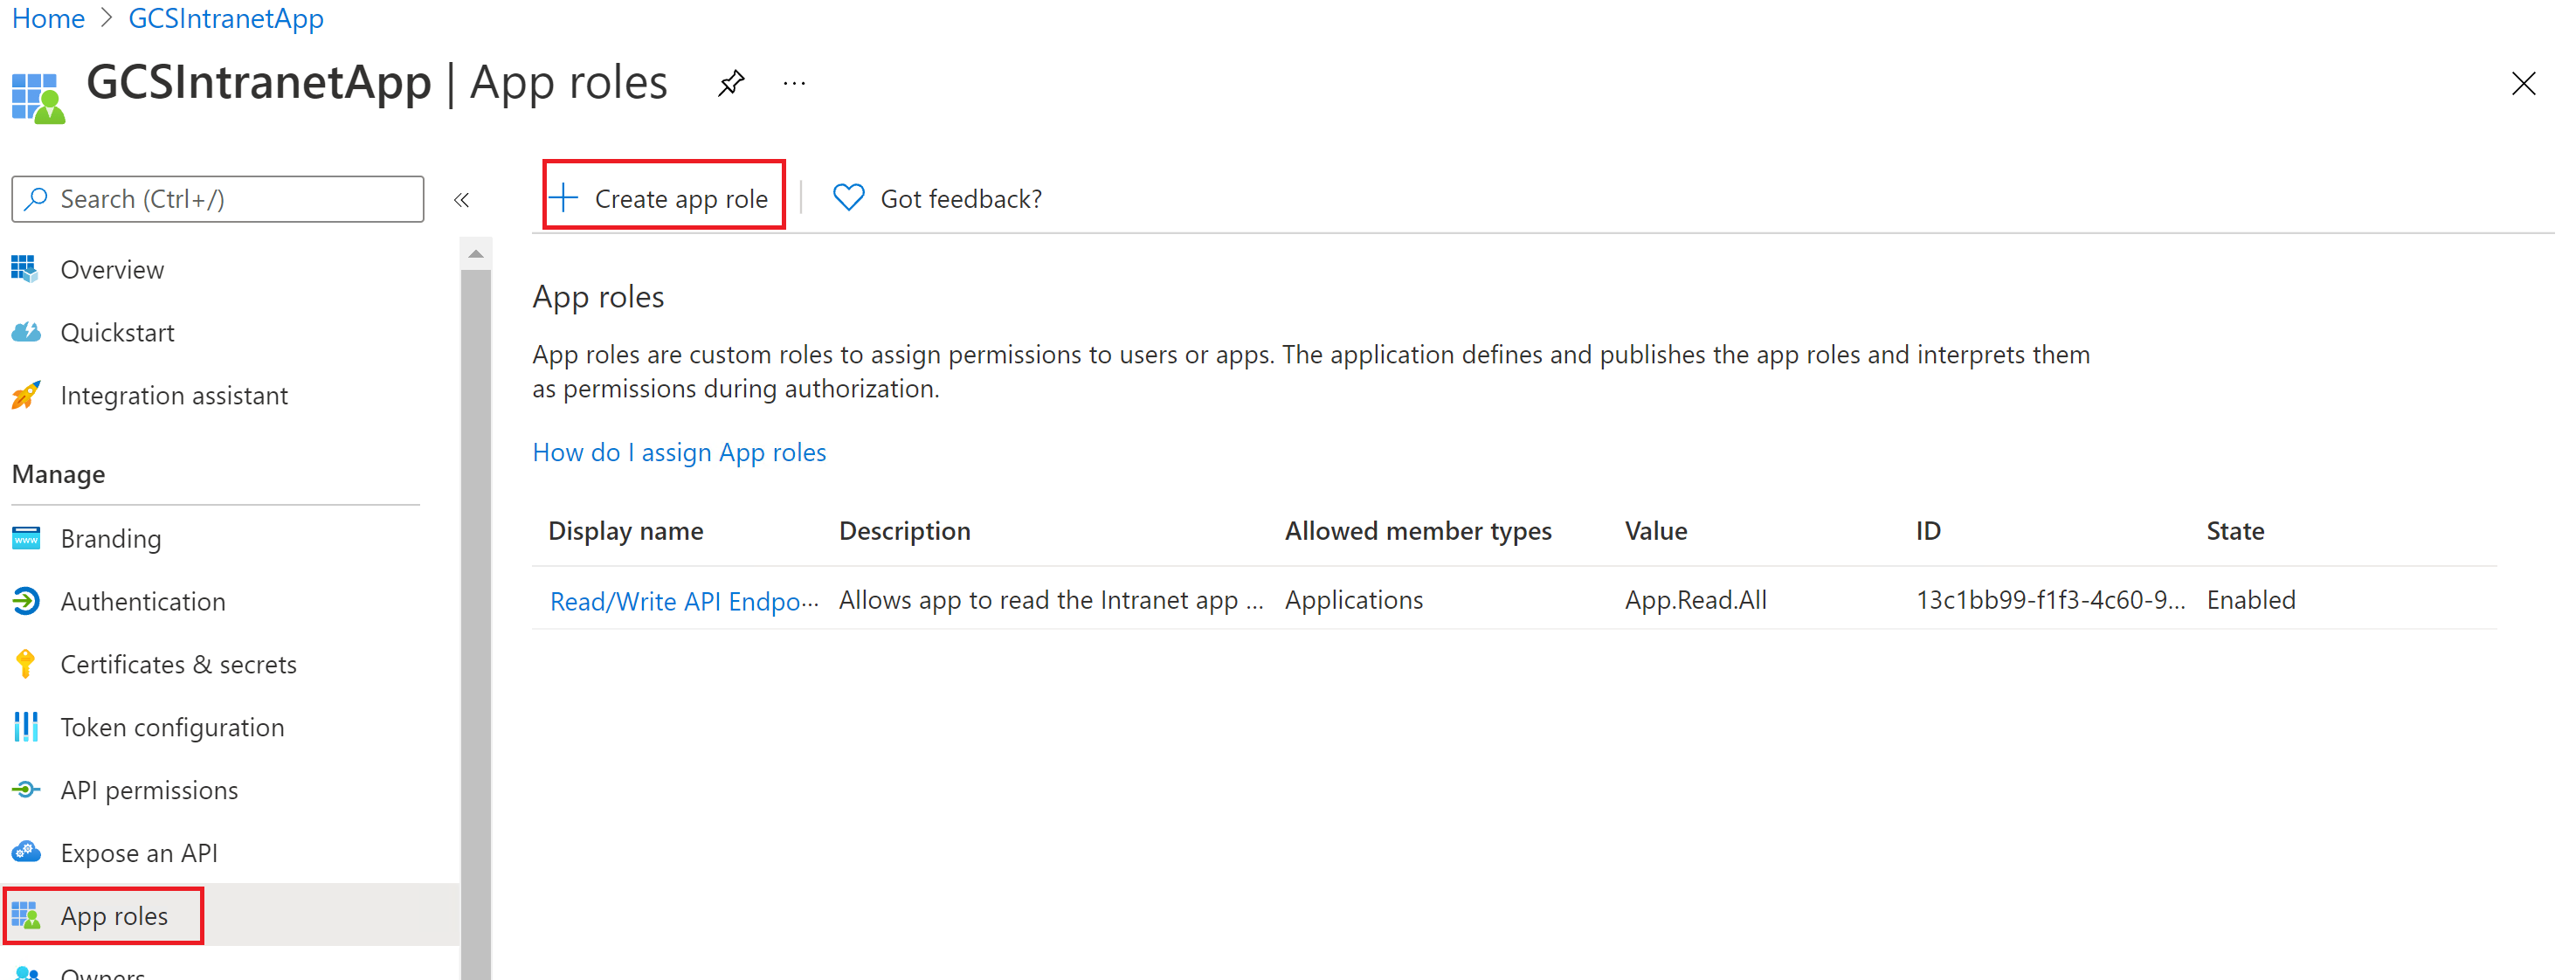 Home > GCSIntranetApp
GCSIntranetApp | App roles ...
Search (Ctrl+/) «
Overview
Quickstart
Integration assistant
Manage
Branding
Authentication
Certificates & secrets
Token configuration
API permissions
Expose an API
App roles
Owners
Create app role
Got feedback?
App roles
App roles are custom roles to assign permissions to users or apps. The application defines and publishes the app roles and interprets them
as permissions during authorization.
How do I assign App roles
Display name Description Allowed member types Value ID State
Read/Write API Endpo... Allows app to read the Intranet app ... Applications App.Read.All 13c1bb99-f1f3-4c60-9... Enabled